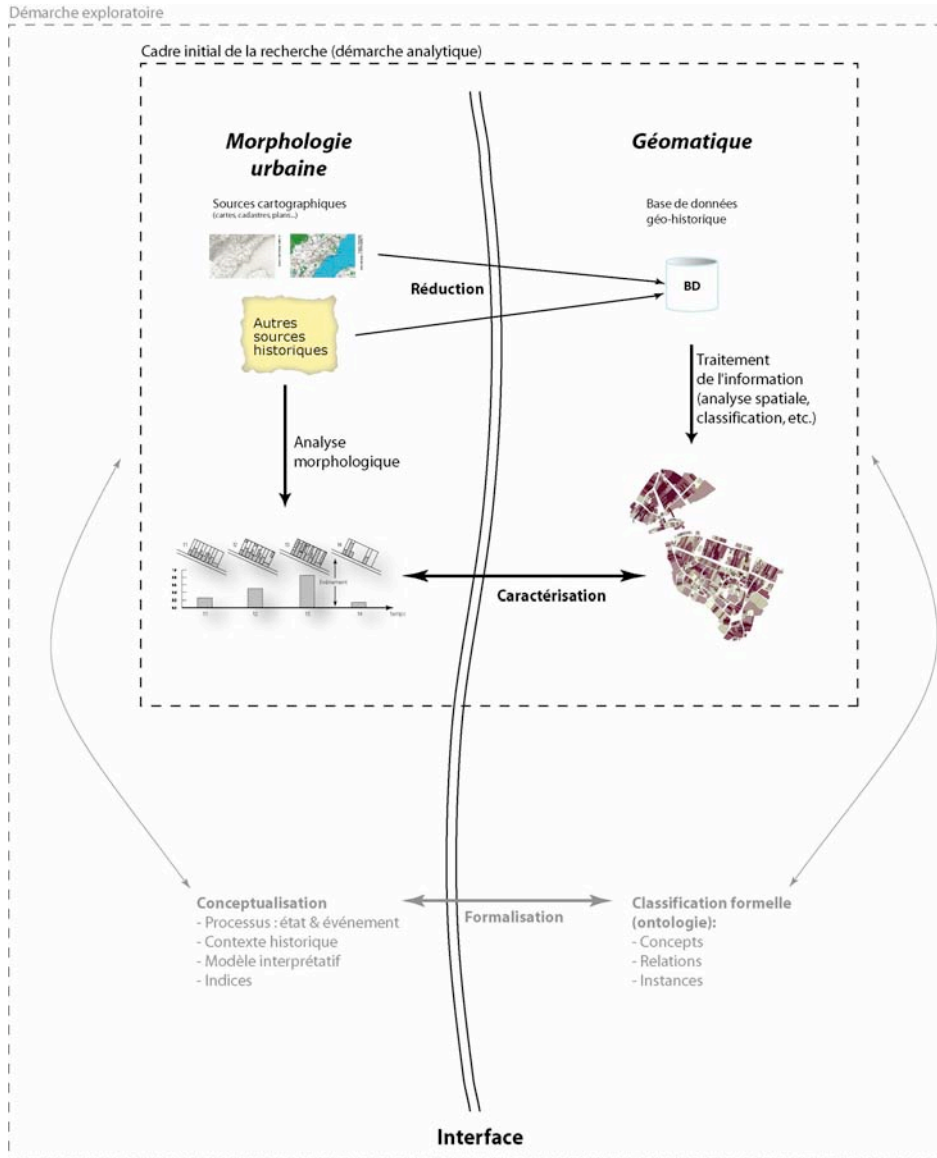 Démarche exploratoire
Cadre initial de la recherche (démarche analytique)
Morphologie
urbaine
Géomatique
Sources cartographiques
(cartes, cadastres, plans...)
Base de données
géo-historique
Réduction
BD
Autres
sources
historiques
Traitement
de l'information
(analyse spatiale,
classification, etc.)
Analyse
morphologique
Evénement
Caractérisation
Conceptualisation
- Processus : état & événement
- Contexte historique
- Modèle interprétatif
- Indices
Formalisation
Classification formelle
(ontologie):
- Concepts
- Relations
- Instances
Interface